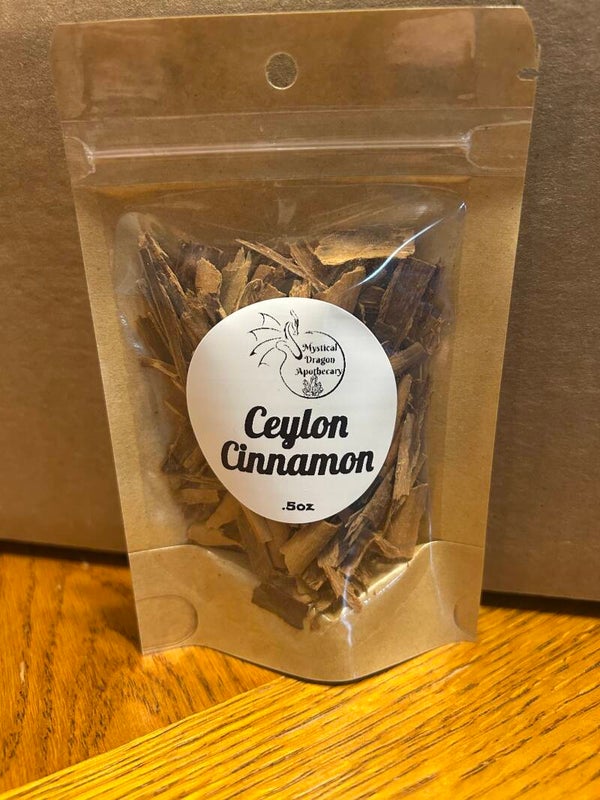 Mystical
Dragon
Apothecary
Ceylon
Cinnamon
.5oz